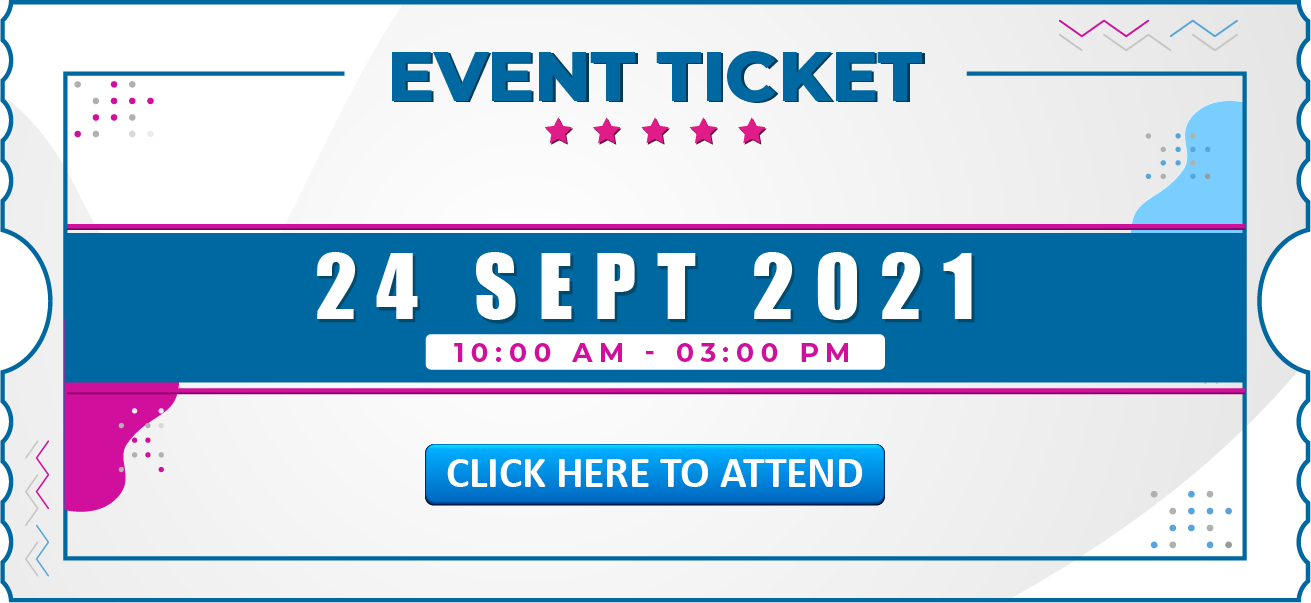 EVENT TICKET
24 SEPT 2021
10:00 AM - 03:00 PM
CLICK HERE TO ATTEND